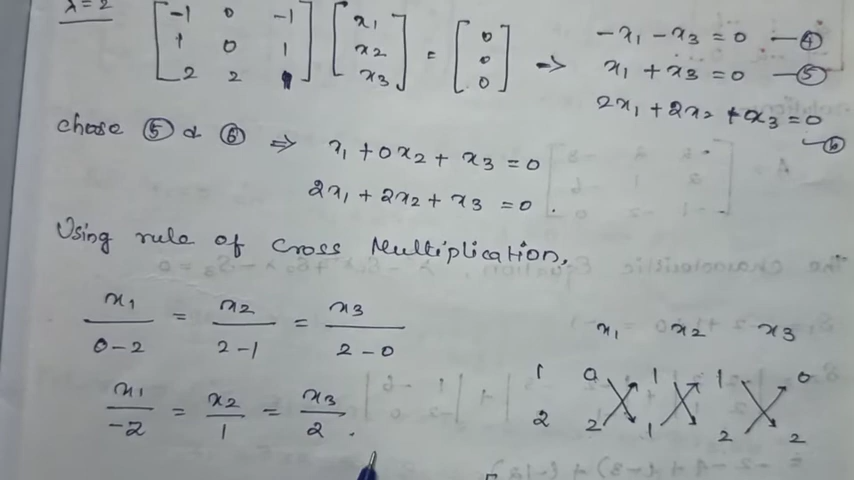 λ=2
[-1 0 -1] [x1] = [0] ⇒ -x1 - x3 = 0 —④
[1 0 1] [x2] [0] x1 + x3 = 0 —⑤
[2 2 1] [x3] [0] 2x1 + 2x2 + x3 = 0 —⑥
chose ⑤ & ⑥ ⇒ x1 + 0x2 + x3 = 0
2x1 + 2x2 + x3 = 0.
Using rule of Cross Multiplication,
x1/(0-2) = x2/(2-1) = x3/(2-0)
x1 x2 x3
x1/-2 = x2/1 = x3/2.
1 0 1 1 0
2 2 1 2 2